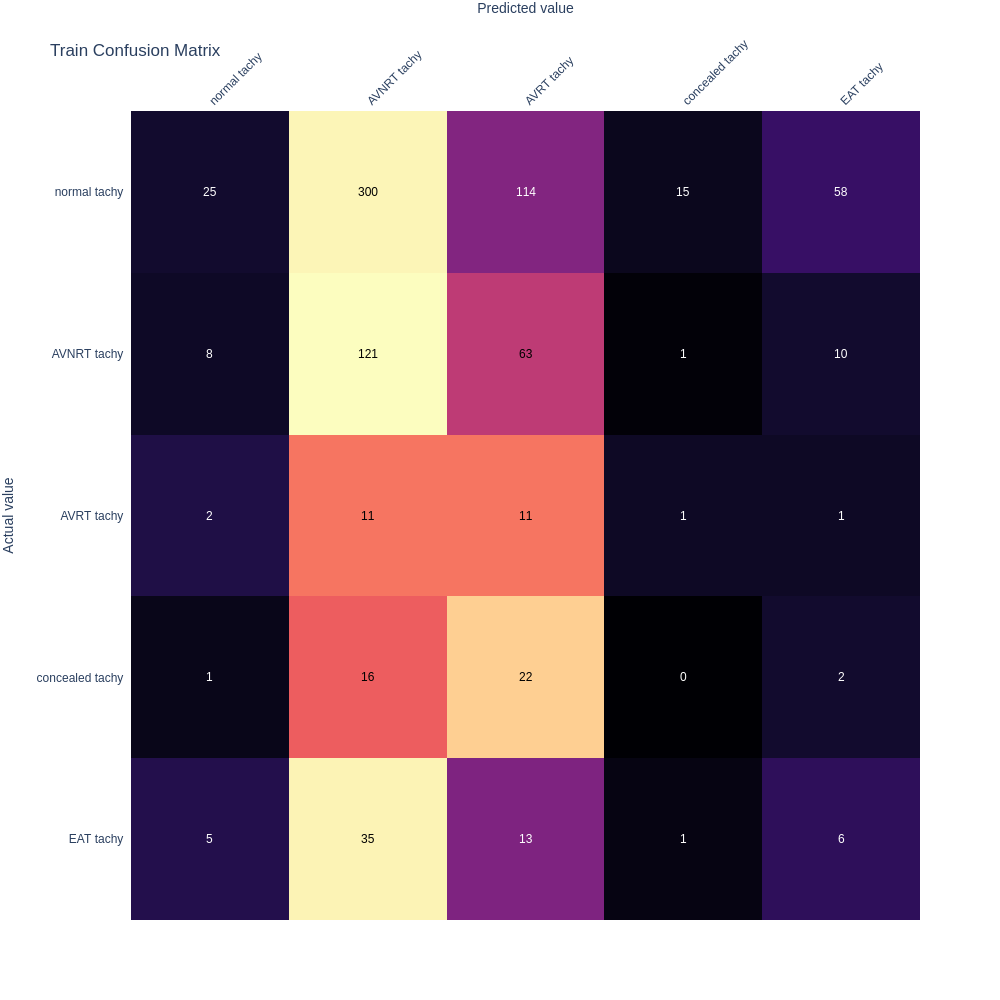 Predicted value
Train Confusion Matrix
normal tachy AVNRT tachy AVRT tachy concealed tachy EAT tachy
normal tachy 25 300 114 15 58
AVNRT tachy 8 121 63 1 10
Actual value
AVRT tachy 2 11 11 1 1
concealed tachy 1 16 22 0 2
EAT tachy 5 35 13 1 6